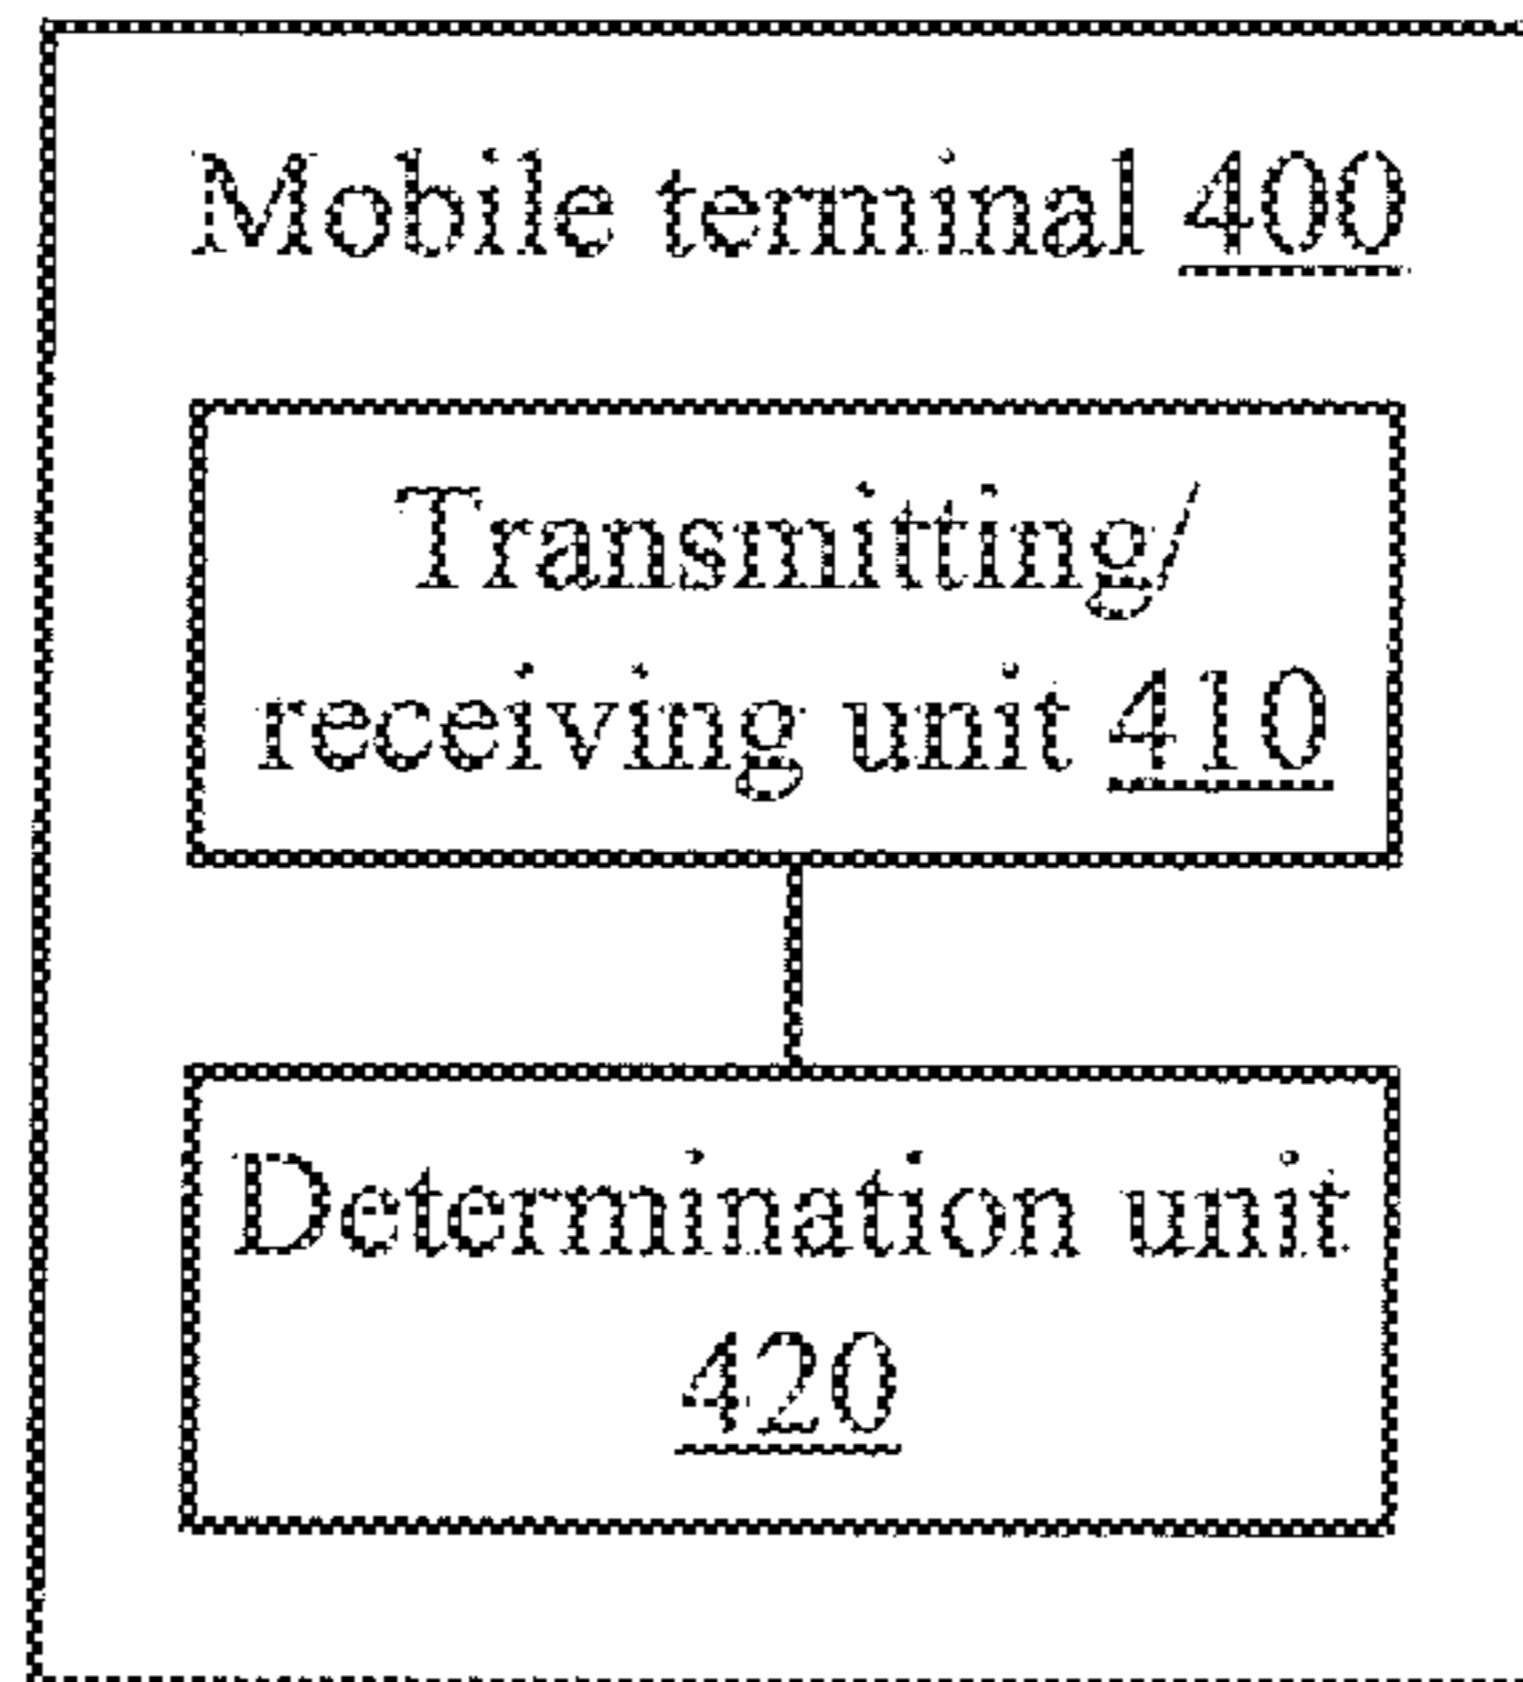 Mobile terminal 400
Transmitting/
receiving unit 410
Determination unit
420